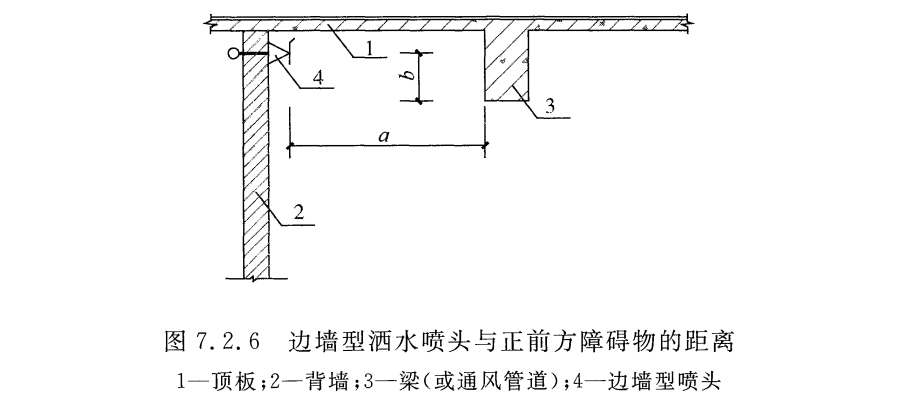 1
4
b
3
a
2
图 7.2.6 边墙型洒水喷头与正前方障碍物的距离
1—顶板;2—背墙;3—梁(或通风管道);4—边墙型喷头